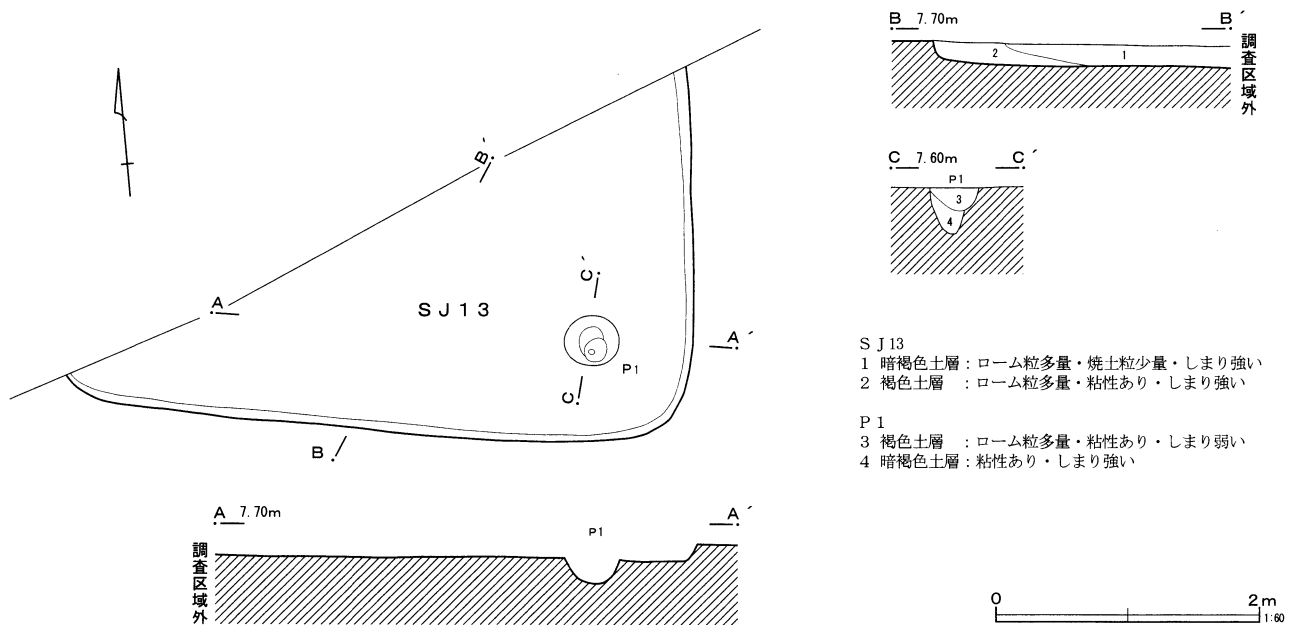 B 7.70m B´
調査区域外
2 1
C 7.60m C´
P1
3
4
B´
A
C´
SJ13
A´
P1
C
B
SJ13
1 暗褐色土層：ローム粒多量・焼土粒少量・しまり強い
2 褐色土層　：ローム粒多量・粘性あり・しまり強い
P1
3 褐色土層　：ローム粒多量・粘性あり・しまり弱い
4 暗褐色土層：粘性あり・しまり強い
A 7.70m A´
P1
調査区域外
0 2m
1:60